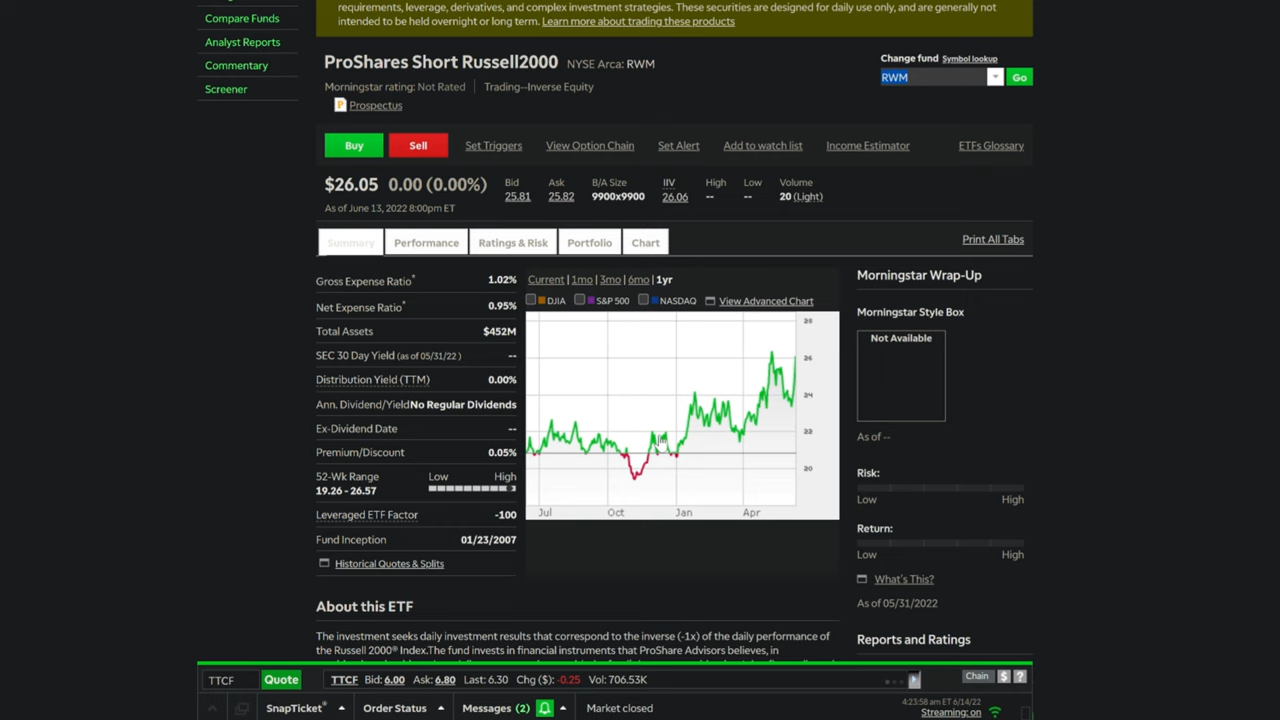 Compare Funds
Analyst Reports
Commentary
Screener
requirements, leverage, derivatives, and complex investment strategies. These securities are designed for daily use only, and are generally not
intended to be held overnight or long term. Learn more about trading these products
ProShares Short Russell2000 NYSE Arca: RWM
Morningstar rating: Not Rated | Trading--Inverse Equity
P Prospectus
Change fund Symbol lookup
RWM Go
Buy Sell Set Triggers View Option Chain Set Alert Add to watch list Income Estimator ETFs Glossary
$26.05 0.00 (0.00%)
As of June 13, 2022 8:00pm ET
Bid Ask B/A Size IIV High Low Volume
25.81 25.82 9900x9900 26.06 -- -- 20 (Light)
Summary Performance Ratings & Risk Portfolio Chart Print All Tabs
Gross Expense Ratio* 1.02%
Net Expense Ratio* 0.95%
Total Assets $452M
SEC 30 Day Yield (as of 05/31/22 ) --
Distribution Yield (TTM) 0.00%
Ann. Dividend/Yield No Regular Dividends
Ex-Dividend Date --
Premium/Discount 0.05%
52-Wk Range Low High
19.26 - 26.57
Leveraged ETF Factor -100
Fund Inception 01/23/2007
Historical Quotes & Splits
Current | 1mo | 3mo | 6mo | 1yr
DJIA S&P 500 NASDAQ View Advanced Chart
28
26
24
22
20
Jul Oct Jan Apr
Morningstar Wrap-Up
Morningstar Style Box
Not Available
As of --
Risk:
Low High
Return:
Low High
What's This?
As of 05/31/2022
Reports and Ratings
About this ETF
The investment seeks daily investment results that correspond to the inverse (-1x) of the daily performance of
the Russell 2000® Index.The fund invests in financial instruments that ProShare Advisors believes, in
TTCF Quote TTCF Bid: 6.00 Ask: 6.80 Last: 6.30 Chg ($): -0.25 Vol: 706.53K Chain $ ?
SnapTicket® Order Status Messages (2) Market closed
4:23:58 am ET 6/14/22
Streaming: on